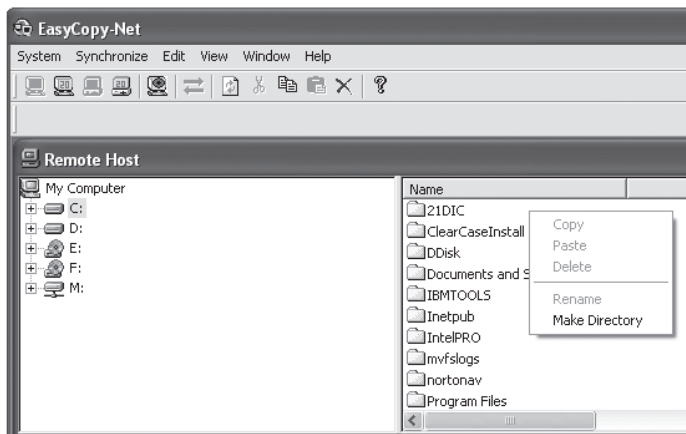 EasyCopy-Net
System Synchronize Edit View Window Help
Remote Host
My Computer
C:
D:
E:
F:
M:
Name
21DIC
ClearCaseInstall
DDisk
Documents and S
IBMTOOLS
Inetpub
IntelPRO
mvfslogs
nortonav
Program Files
Copy
Paste
Delete
Rename
Make Directory